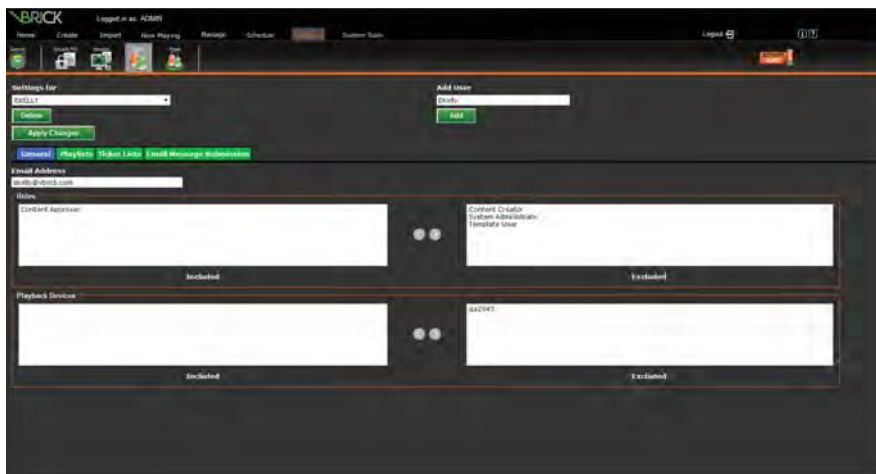 VBRICK
Logged in as: ADMIN
Home Create Import Now Playing Manage Schedule System Tools
Logout
Settings for
Add User
Delete
Add
Apply Changes
General Playlists Ticker Lists Email Message Submission
Email Address
Roles
Content Approver
Content Creator
System Administrator
Template User
Included
Excluded
Playback Devices
Included
Excluded